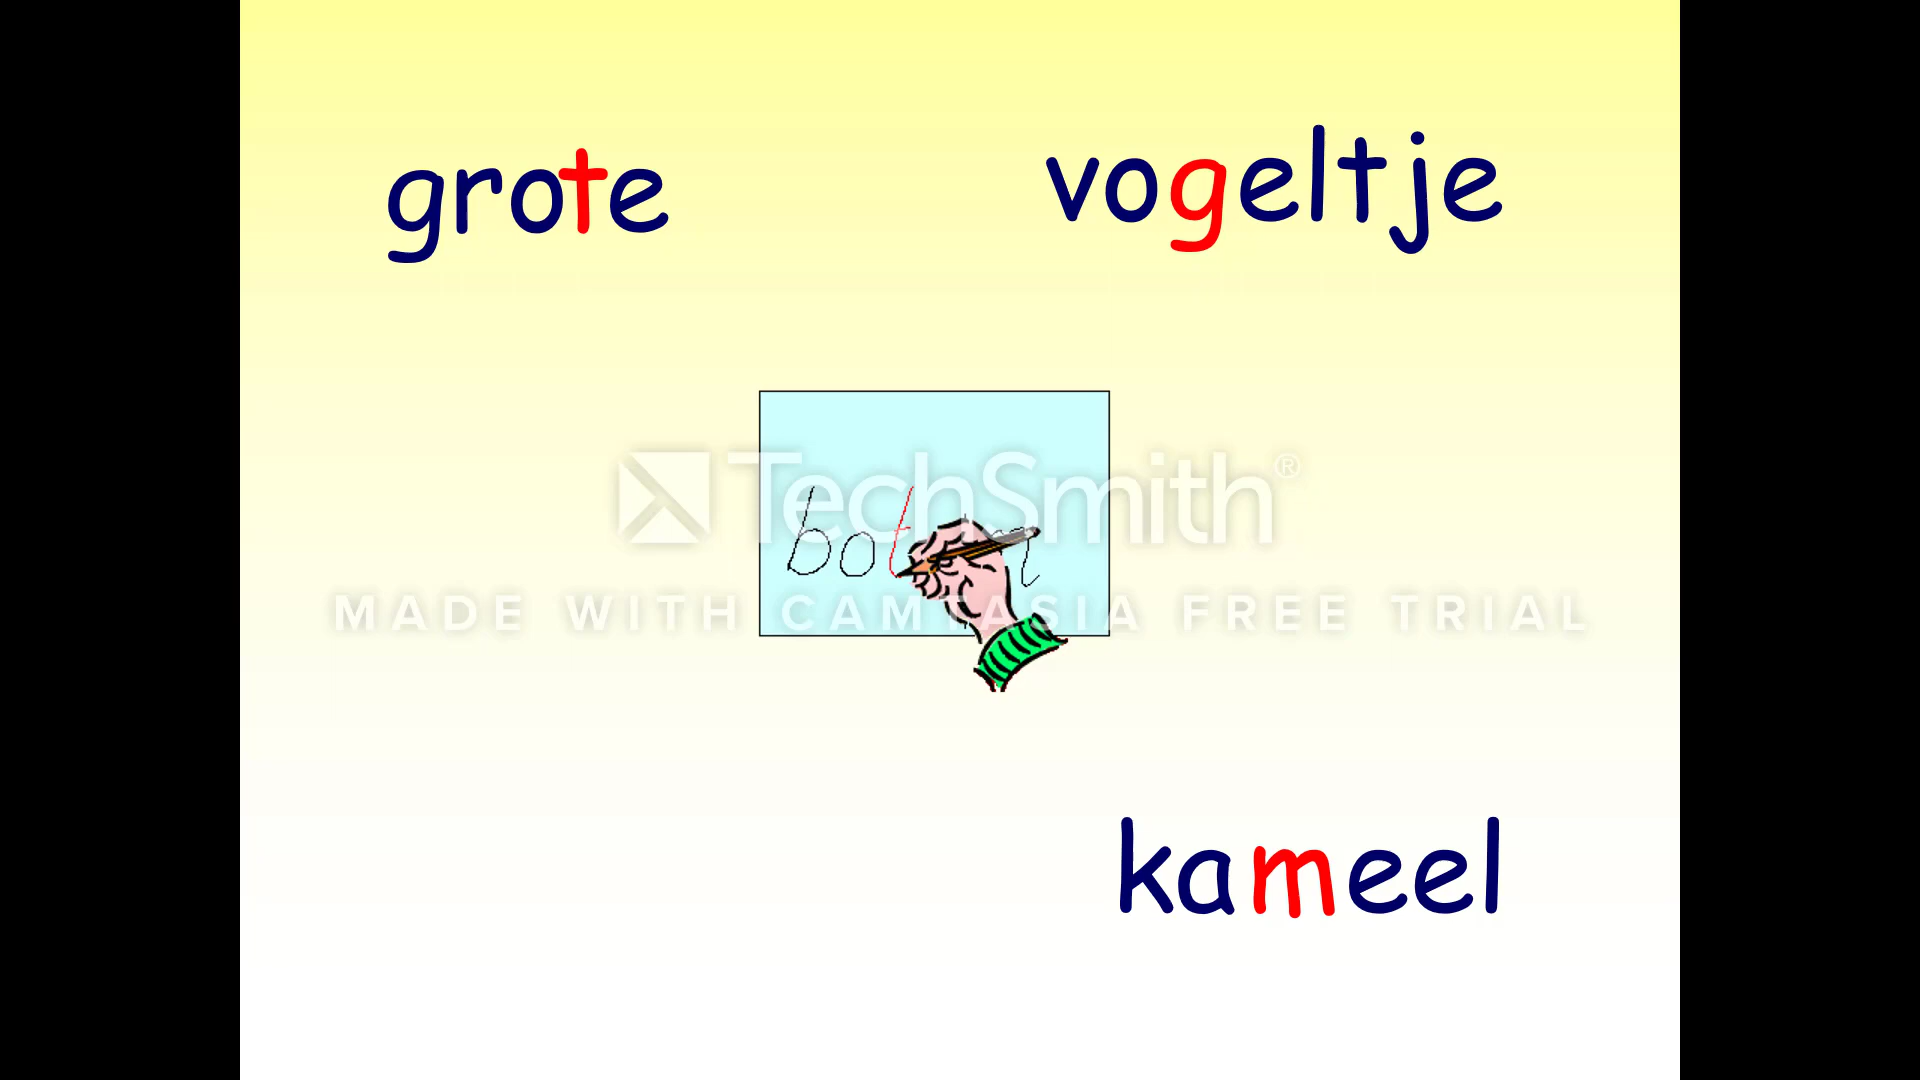 grote
vogeltje
TechSmith®
MADE WITH CAMTASIA FREE TRIAL
kameel